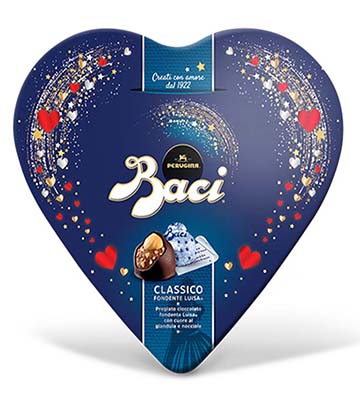 Creati con amore
dal 1922
PERUGINA
Baci
CLASSICO
FONDENTE LUISA®
Pregiato cioccolato
fondente Luisa®
con cuore al
gianduia e nocciole
Baci